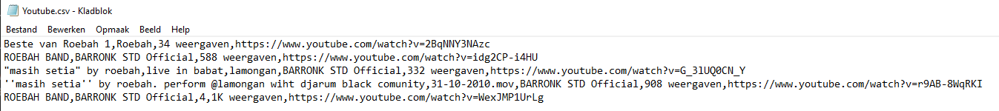 Youtube.csv - Kladblok
Bestand Bewerken Opmaak Beeld Help
Beste van Roebah 1,Roebah,34 weergaven,https://www.youtube.com/watch?v=2BqNNY3NAzc
ROEBAH BAND,BARRONK STD Official,588 weergaven,https://www.youtube.com/watch?v=idg2CP-i4HU
"masih setia" by roebah,live in babat,lamongan,BARRONK STD Official,332 weergaven,https://www.youtube.com/watch?v=G_3lUQ0CN_Y
''masih setia'' by roebah. perform @lamongan wiht djarum black comunity,31-10-2010.mov,BARRONK STD Official,908 weergaven,https://www.youtube.com/watch?v=r9AB-8WqRKI
ROEBAH BAND,BARRONK STD Official,4,1K weergaven,https://www.youtube.com/watch?v=WexJMP1UrLg